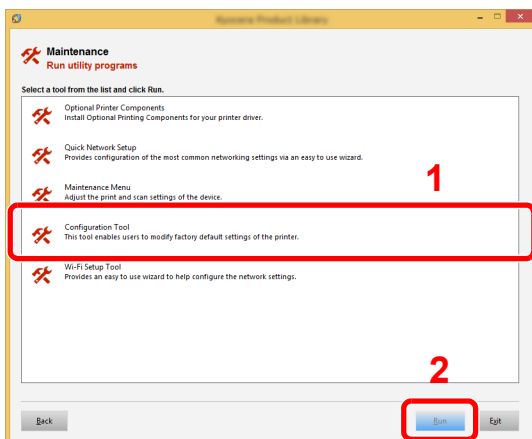 Kyocera Product Library
Maintenance
Run utility programs
Select a tool from the list and click Run.
Optional Printer Components
Install Optional Printing Components for your printer driver.
Quick Network Setup
Provides configuration of the most common networking settings via an easy to use wizard.
1
Maintenance Menu
Adjust the print and scan settings of the device.
Configuration Tool
This tool enables users to modify factory default settings of the printer.
Wi-Fi Setup Tool
Provides an easy to use wizard to help configure the network settings.
2
Back
Run
Exit